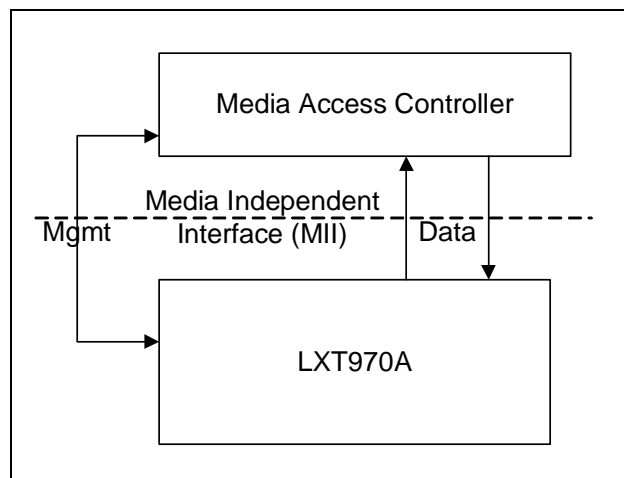 Media Access Controller
Media Independent
Mgmt
Interface (MII)
Data
LXT970A